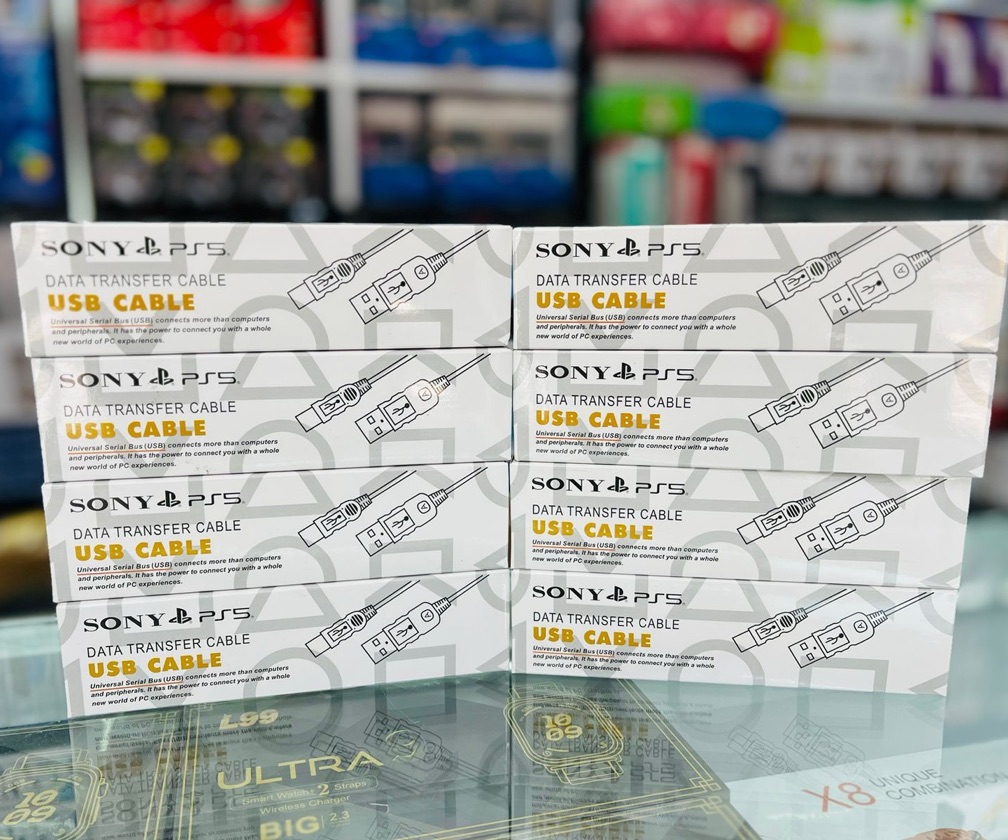 SONY PS5
DATA TRANSFER CABLE
USB CABLE
Universal Serial Bus (USB) connects more than computers
and peripherals. It has the power to connect you with a whole
new world of PC experiences.
SONY PS5
DATA TRANSFER CABLE
USB CABLE
Universal Serial Bus (USB) connects more than computers
and peripherals. It has the power to connect you with a whole
new world of PC experiences.
SONY PS5
DATA TRANSFER CABLE
USB CABLE
Universal Serial Bus (USB) connects more than computers
and peripherals. It has the power to connect you with a whole
new world of PC experiences.
SONY PS5
DATA TRANSFER CABLE
USB CABLE
Universal Serial Bus (USB) connects more than computers
and peripherals. It has the power to connect you with a whole
new world of PC experiences.
SONY PS5
DATA TRANSFER CABLE
USB CABLE
Universal Serial Bus (USB) connects more than computers
and peripherals. It has the power to connect you with a whole
new world of PC experiences.
SONY PS5
DATA TRANSFER CABLE
USB CABLE
Universal Serial Bus (USB) connects more than computers
and peripherals. It has the power to connect you with a whole
new world of PC experiences.
SONY PS5
DATA TRANSFER CABLE
USB CABLE
Universal Serial Bus (USB) connects more than computers
and peripherals. It has the power to connect you with a whole
new world of PC experiences.
SONY PS5
DATA TRANSFER CABLE
USB CABLE
Universal Serial Bus (USB) connects more than computers
and peripherals. It has the power to connect you with a whole
new world of PC experiences.
L99
ULTRA
Smart Watch+2 Straps
Wireless Charger
BIG 2.3
10
09
10
09
X8 UNIQUE
COMBINATION